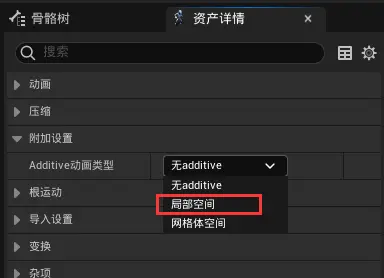 骨骼树
资产详情
搜索
动画
压缩
附加设置
Additive动画类型
无additive
无additive
局部空间
网格体空间
根运动
导入设置
变换
杂项